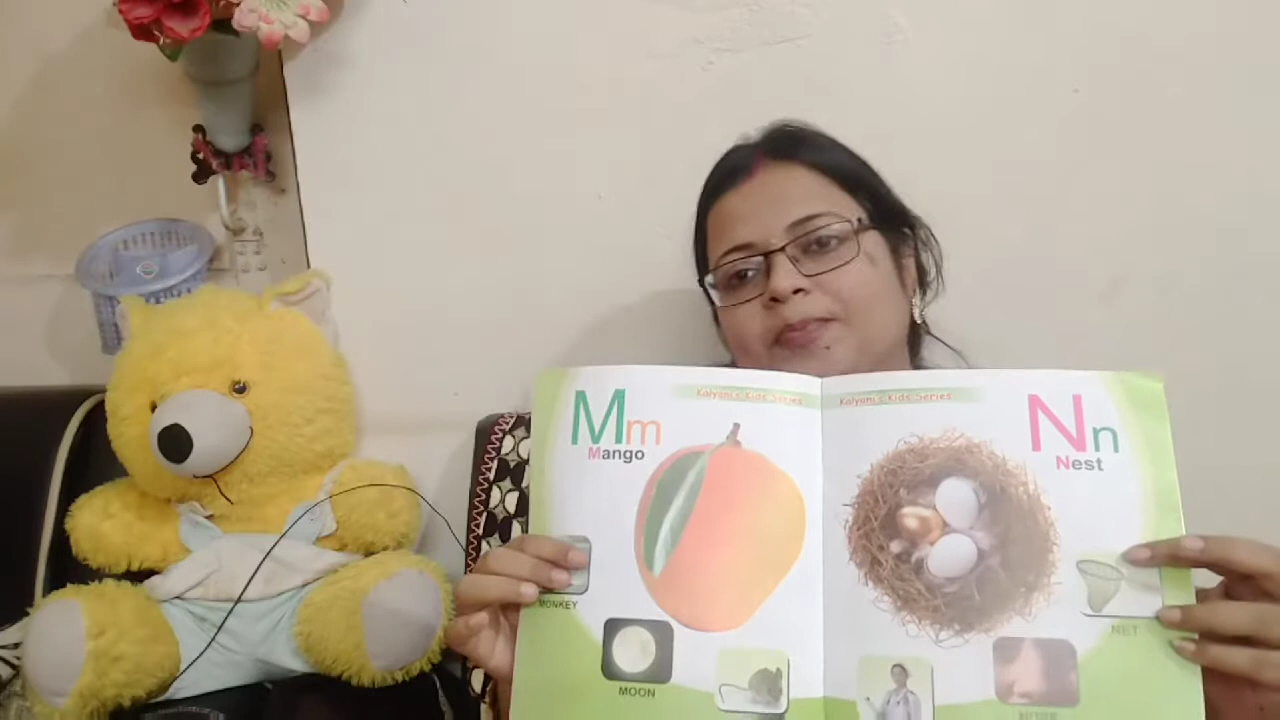 Mm
Mango
Kalyani's Kids Series
MONKEY
MOON
Kalyani's Kids Series
Nn
Nest
NET